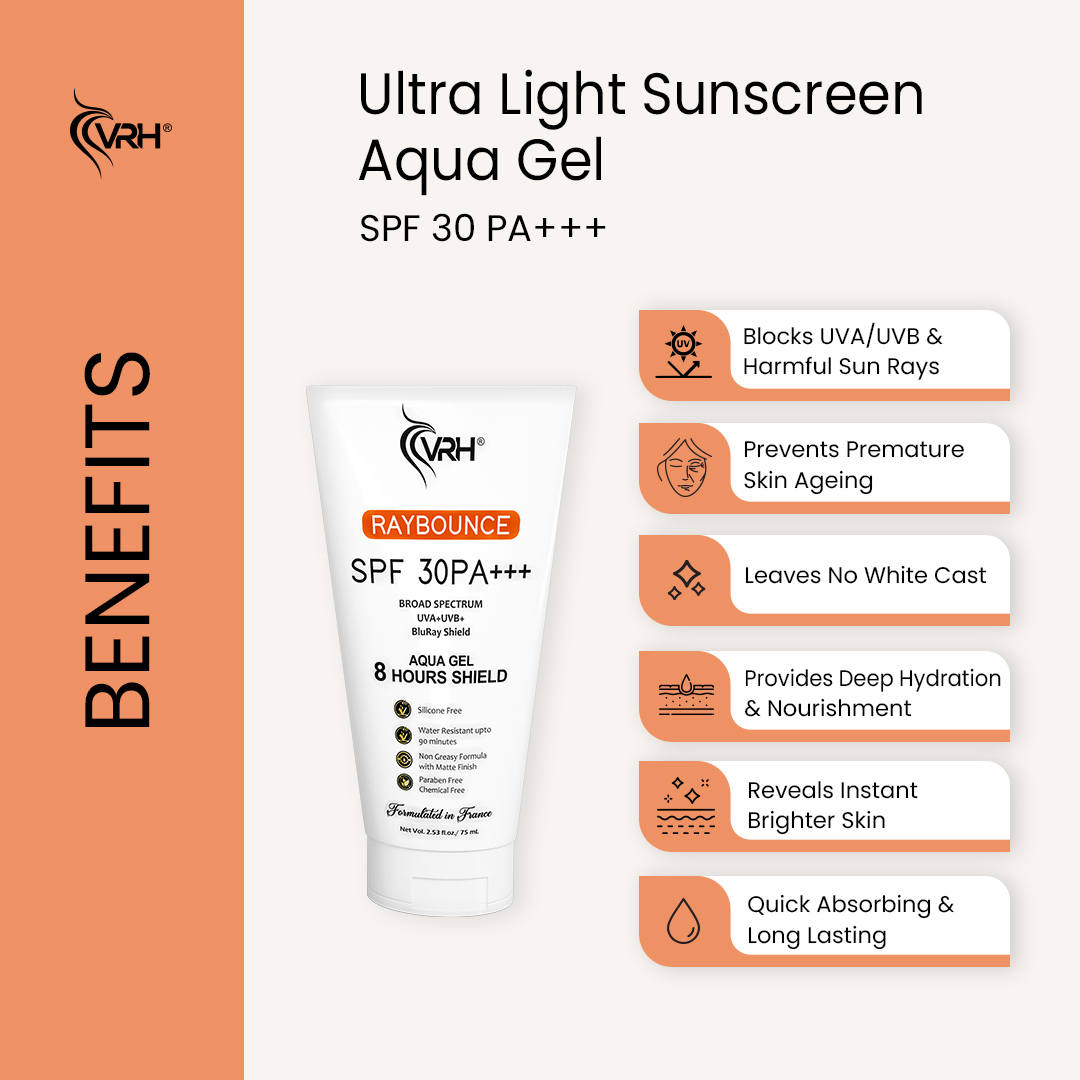 VRH®
BENEFITS
Ultra Light Sunscreen
Aqua Gel
SPF 30 PA+++
VRH®
RAYBOUNCE
SPF 30PA+++
BROAD SPECTRUM
UVA+UVB+
BluRay Shield
AQUA GEL
8 HOURS SHIELD
Silicone Free
Water Resistant upto
90 minutes
Non Greasy Formula
with Matte Finish
Paraben Free
Chemical Free
Formulated in France
Net Vol. 2.53 fl.oz./ 75 mL
UV
Blocks UVA/UVB &
Harmful Sun Rays
Prevents Premature
Skin Ageing
Leaves No White Cast
Provides Deep Hydration
& Nourishment
Reveals Instant
Brighter Skin
Quick Absorbing &
Long Lasting